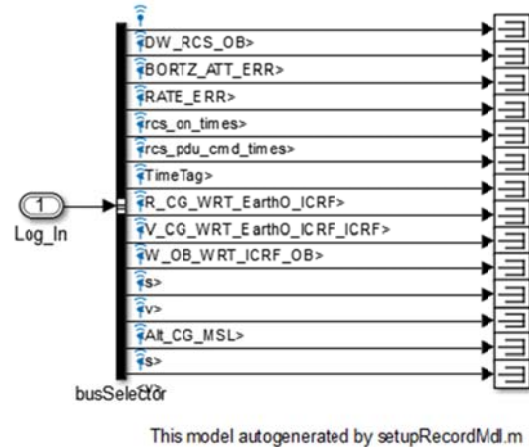 DW_RCS_OB>
BORTZ_ATT_ERR>
RATE_ERR>
rcs_on_times>
rcs_pdu_cmd_times>
TimeTag>
1
R_CG_WRT_EarthO_ICRF>
Log_In
V_CG_WRT_EarthO_ICRF_ICRF>
W_OB_WRT_ICRF_OB>
s>
v>
Alt_CG_MSL>
s>
<v>
busSelector
This model autogenerated by setupRecordMdl.m